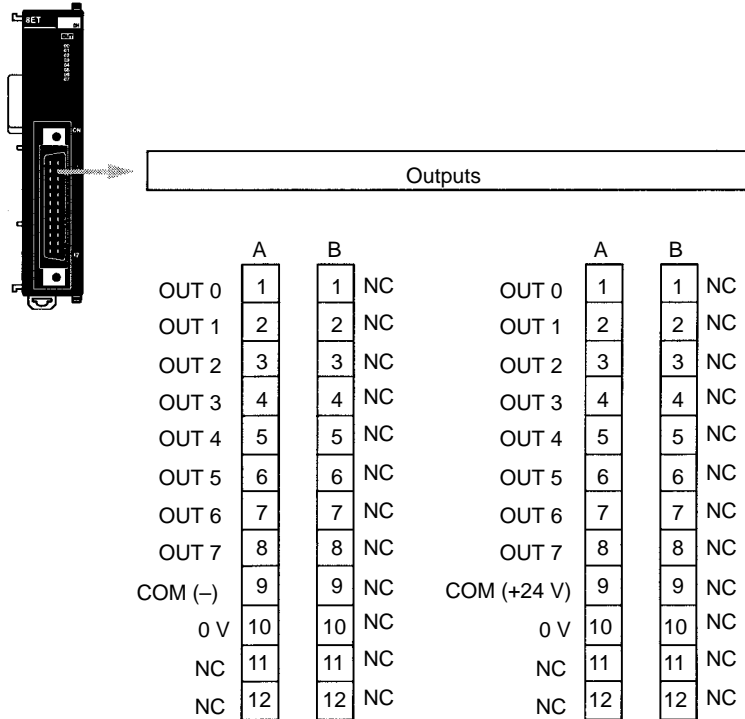 8ET
OUT
CN
Outputs
A B A B
OUT 0 1 1 NC OUT 0 1 1 NC
OUT 1 2 2 NC OUT 1 2 2 NC
OUT 2 3 3 NC OUT 2 3 3 NC
OUT 3 4 4 NC OUT 3 4 4 NC
OUT 4 5 5 NC OUT 4 5 5 NC
OUT 5 6 6 NC OUT 5 6 6 NC
OUT 6 7 7 NC OUT 6 7 7 NC
OUT 7 8 8 NC OUT 7 8 8 NC
COM (–) 9 9 NC COM (+24 V) 9 9 NC
0 V 10 10 NC 0 V 10 10 NC
NC 11 11 NC NC 11 11 NC
NC 12 12 NC NC 12 12 NC